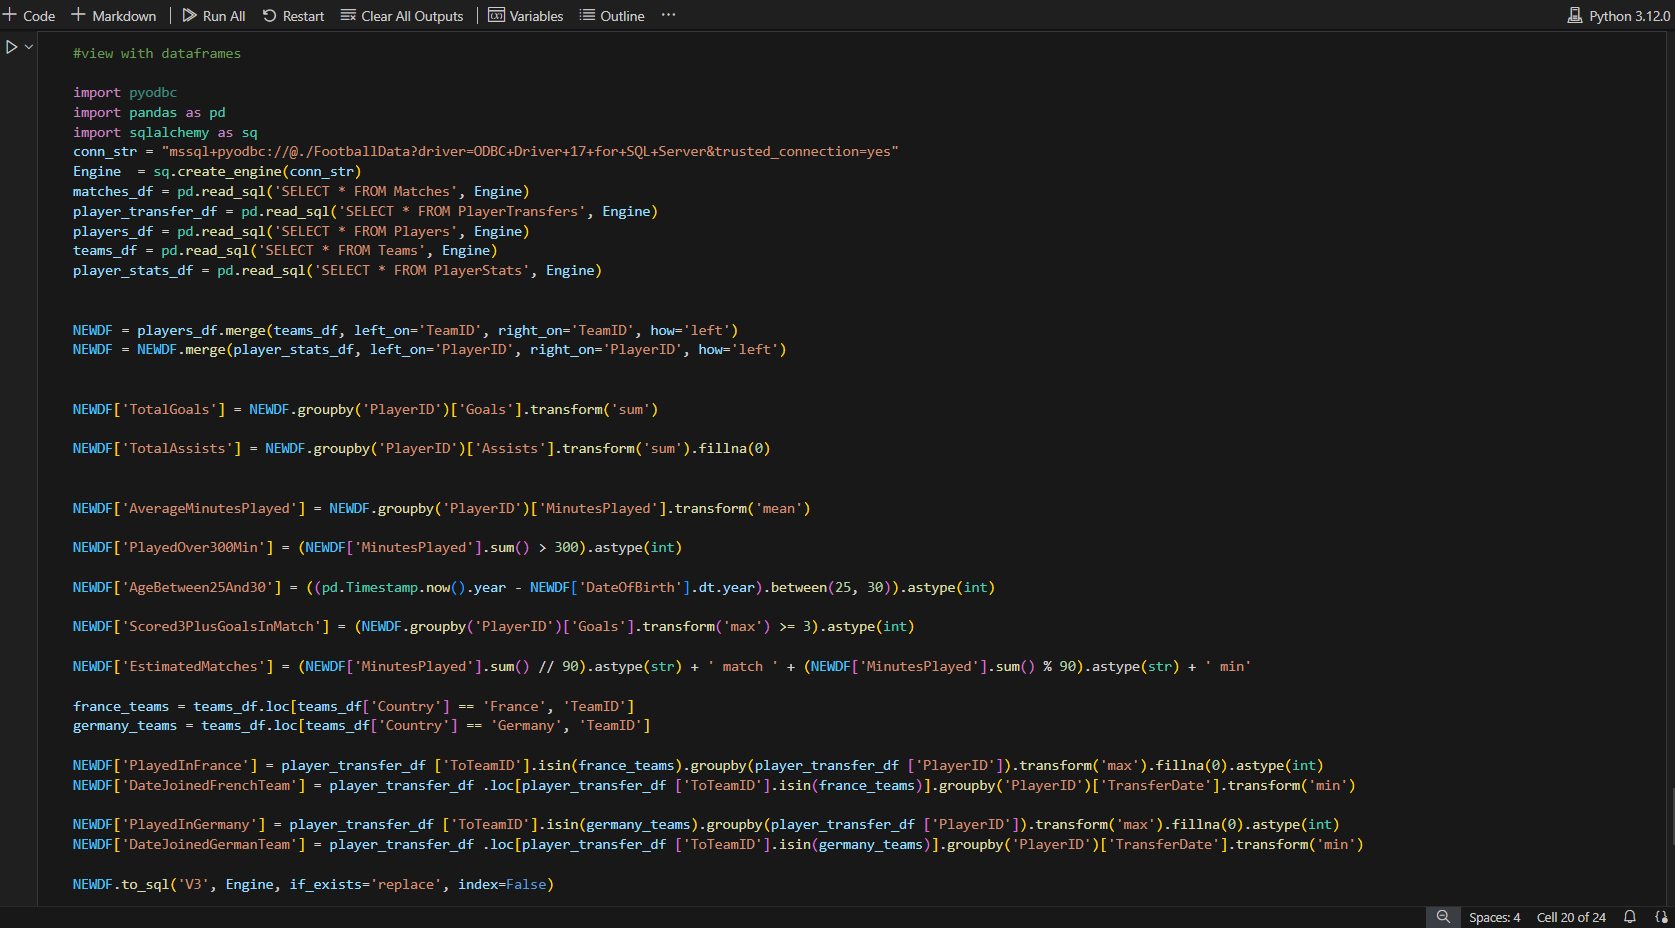 Code Markdown Run All Restart Clear All Outputs Variables Outline ... Python 3.12.0
#view with dataframes
import pyodbc
import pandas as pd
import sqlalchemy as sq
conn_str = "mssql+pyodbc://@./FootballData?driver=ODBC+Driver+17+for+SQL+Server&trusted_connection=yes"
Engine  = sq.create_engine(conn_str)
matches_df = pd.read_sql('SELECT * FROM Matches', Engine)
player_transfer_df = pd.read_sql('SELECT * FROM PlayerTransfers', Engine)
players_df = pd.read_sql('SELECT * FROM Players', Engine)
teams_df = pd.read_sql('SELECT * FROM Teams', Engine)
player_stats_df = pd.read_sql('SELECT * FROM PlayerStats', Engine)
NEWDF = players_df.merge(teams_df, left_on='TeamID', right_on='TeamID', how='left')
NEWDF = NEWDF.merge(player_stats_df, left_on='PlayerID', right_on='PlayerID', how='left')
NEWDF['TotalGoals'] = NEWDF.groupby('PlayerID')['Goals'].transform('sum')
NEWDF['TotalAssists'] = NEWDF.groupby('PlayerID')['Assists'].transform('sum').fillna(0)
NEWDF['AverageMinutesPlayed'] = NEWDF.groupby('PlayerID')['MinutesPlayed'].transform('mean')
NEWDF['PlayedOver300Min'] = (NEWDF['MinutesPlayed'].sum() > 300).astype(int)
NEWDF['AgeBetween25And30'] = ((pd.Timestamp.now().year - NEWDF['DateOfBirth'].dt.year).between(25, 30)).astype(int)
NEWDF['Scored3PlusGoalsInMatch'] = (NEWDF.groupby('PlayerID')['Goals'].transform('max') >= 3).astype(int)
NEWDF['EstimatedMatches'] = (NEWDF['MinutesPlayed'].sum() // 90).astype(str) + ' match ' + (NEWDF['MinutesPlayed'].sum() % 90).astype(str) + ' min'
france_teams = teams_df.loc[teams_df['Country'] == 'France', 'TeamID']
germany_teams = teams_df.loc[teams_df['Country'] == 'Germany', 'TeamID']
NEWDF['PlayedInFrance'] = player_transfer_df ['ToTeamID'].isin(france_teams).groupby(player_transfer_df ['PlayerID']).transform('max').fillna(0).astype(int)
NEWDF['DateJoinedFrenchTeam'] = player_transfer_df .loc[player_transfer_df ['ToTeamID'].isin(france_teams)].groupby('PlayerID')['TransferDate'].transform('min')
NEWDF['PlayedInGermany'] = player_transfer_df ['ToTeamID'].isin(germany_teams).groupby(player_transfer_df ['PlayerID']).transform('max').fillna(0).astype(int)
NEWDF['DateJoinedGermanTeam'] = player_transfer_df .loc[player_transfer_df ['ToTeamID'].isin(germany_teams)].groupby('PlayerID')['TransferDate'].transform('min')
NEWDF.to_sql('V3', Engine, if_exists='replace', index=False)
Spaces: 4 Cell 20 of 24